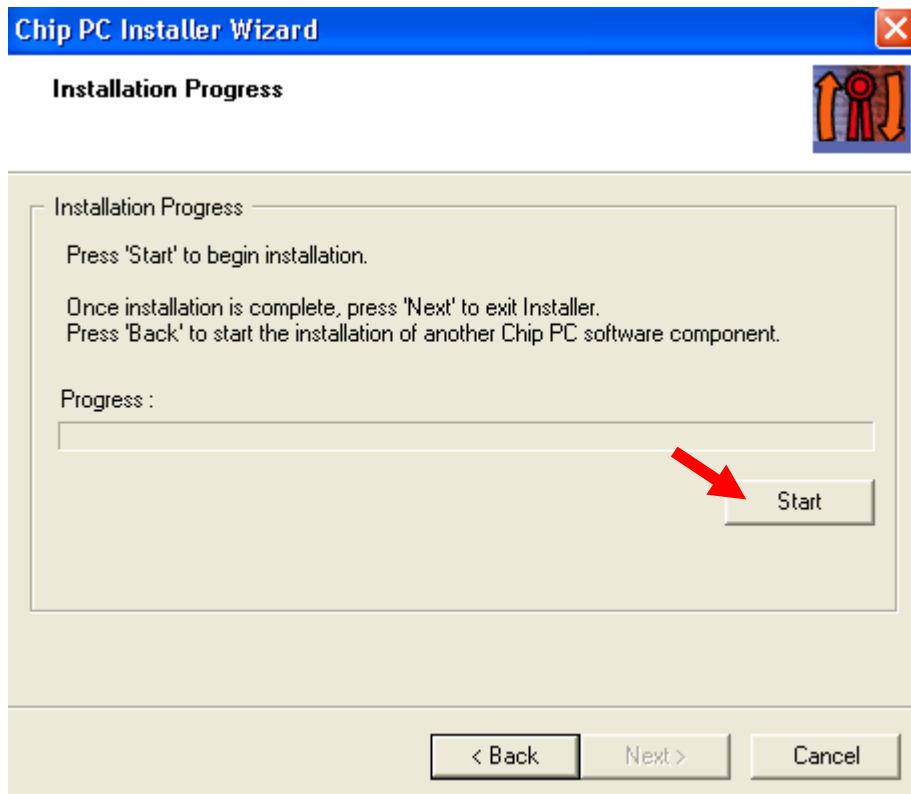 Chip PC Installer Wizard
Installation Progress
Installation Progress
Press 'Start' to begin installation.
Once installation is complete, press 'Next' to exit Installer.
Press 'Back' to start the installation of another Chip PC software component.
Progress :
Start
< Back
Next >
Cancel